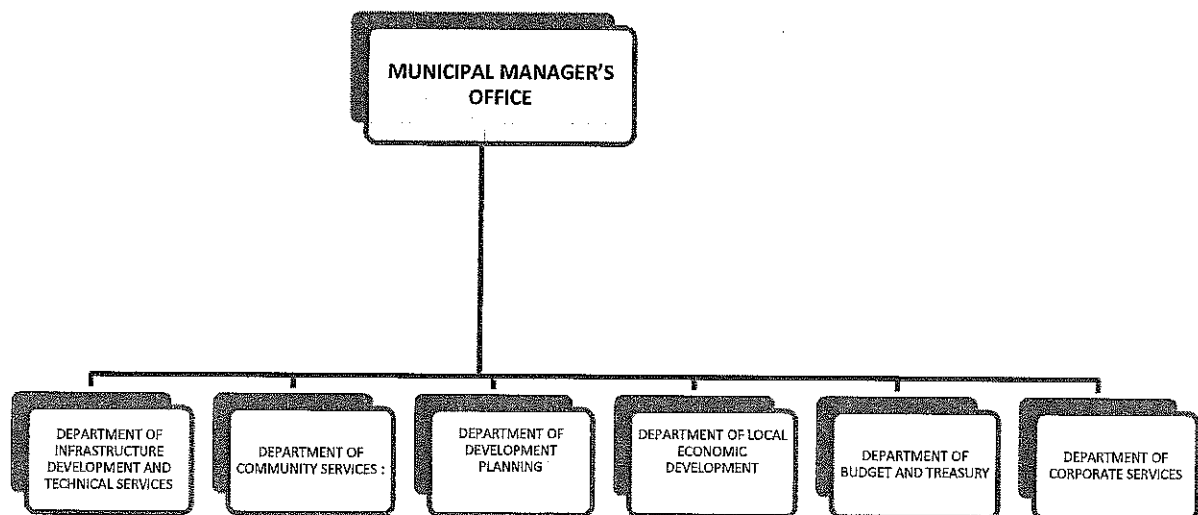 MUNICIPAL MANAGER'S
OFFICE
DEPARTMENT OF
INFRASTRUCTURE
DEVELOPMENT AND
TECHNICAL SERVICES
DEPARTMENT OF
COMMUNITY SERVICES :
DEPARTMENT OF
DEVELOPMENT
PLANNING
DEPARTMENT OF LOCAL
ECONOMIC
DEVELOPMENT
DEPARTMENT OF
BUDGET AND TREASURY
DEPARTMENT OF
CORPORATE SERVICES